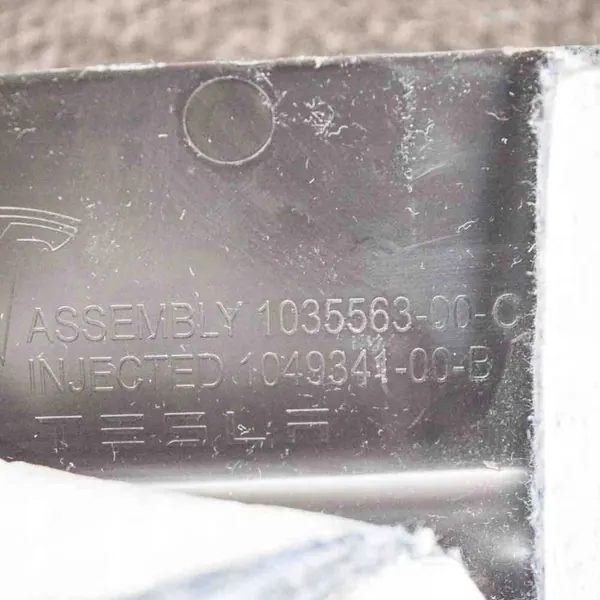 ASSEMBLY 1035563-00-C
INJECTED 1049341-00-B
TESLA